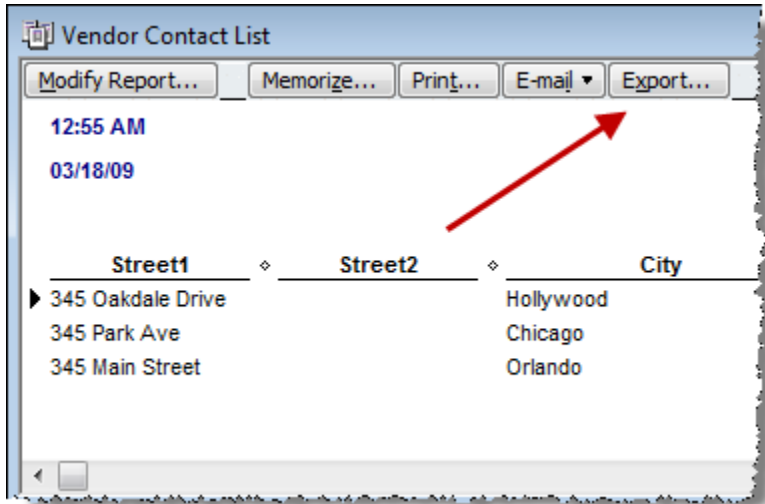 Vendor Contact List
Modify Report... Memorize... Print... E-mail Export...
12:55 AM
03/18/09
Street1 Street2 City
345 Oakdale Drive Hollywood
345 Park Ave Chicago
345 Main Street Orlando